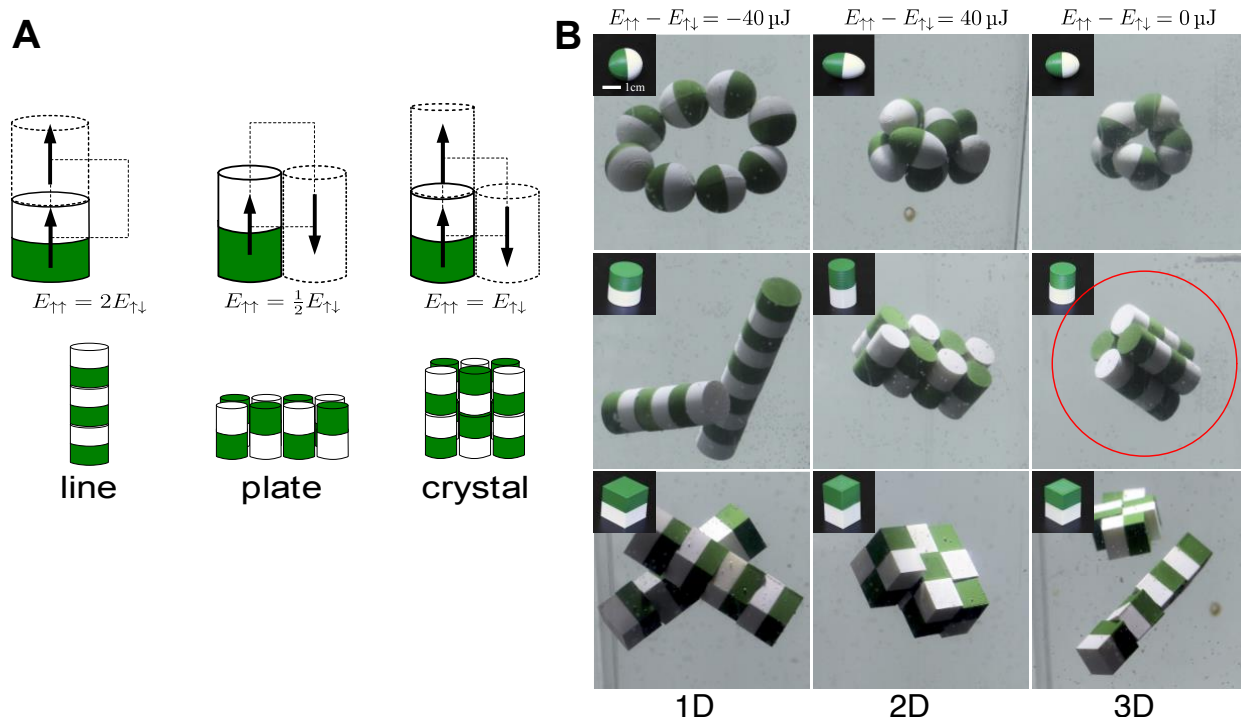 A
E↑↑ = 2E↑↓
E↑↑ = ½E↑↓
E↑↑ = E↑↓
line
plate
crystal
B
E↑↑ − E↑↓ = −40 µJ
E↑↑ − E↑↓ = 40 µJ
E↑↑ − E↑↓ = 0 µJ
1cm
1D
2D
3D